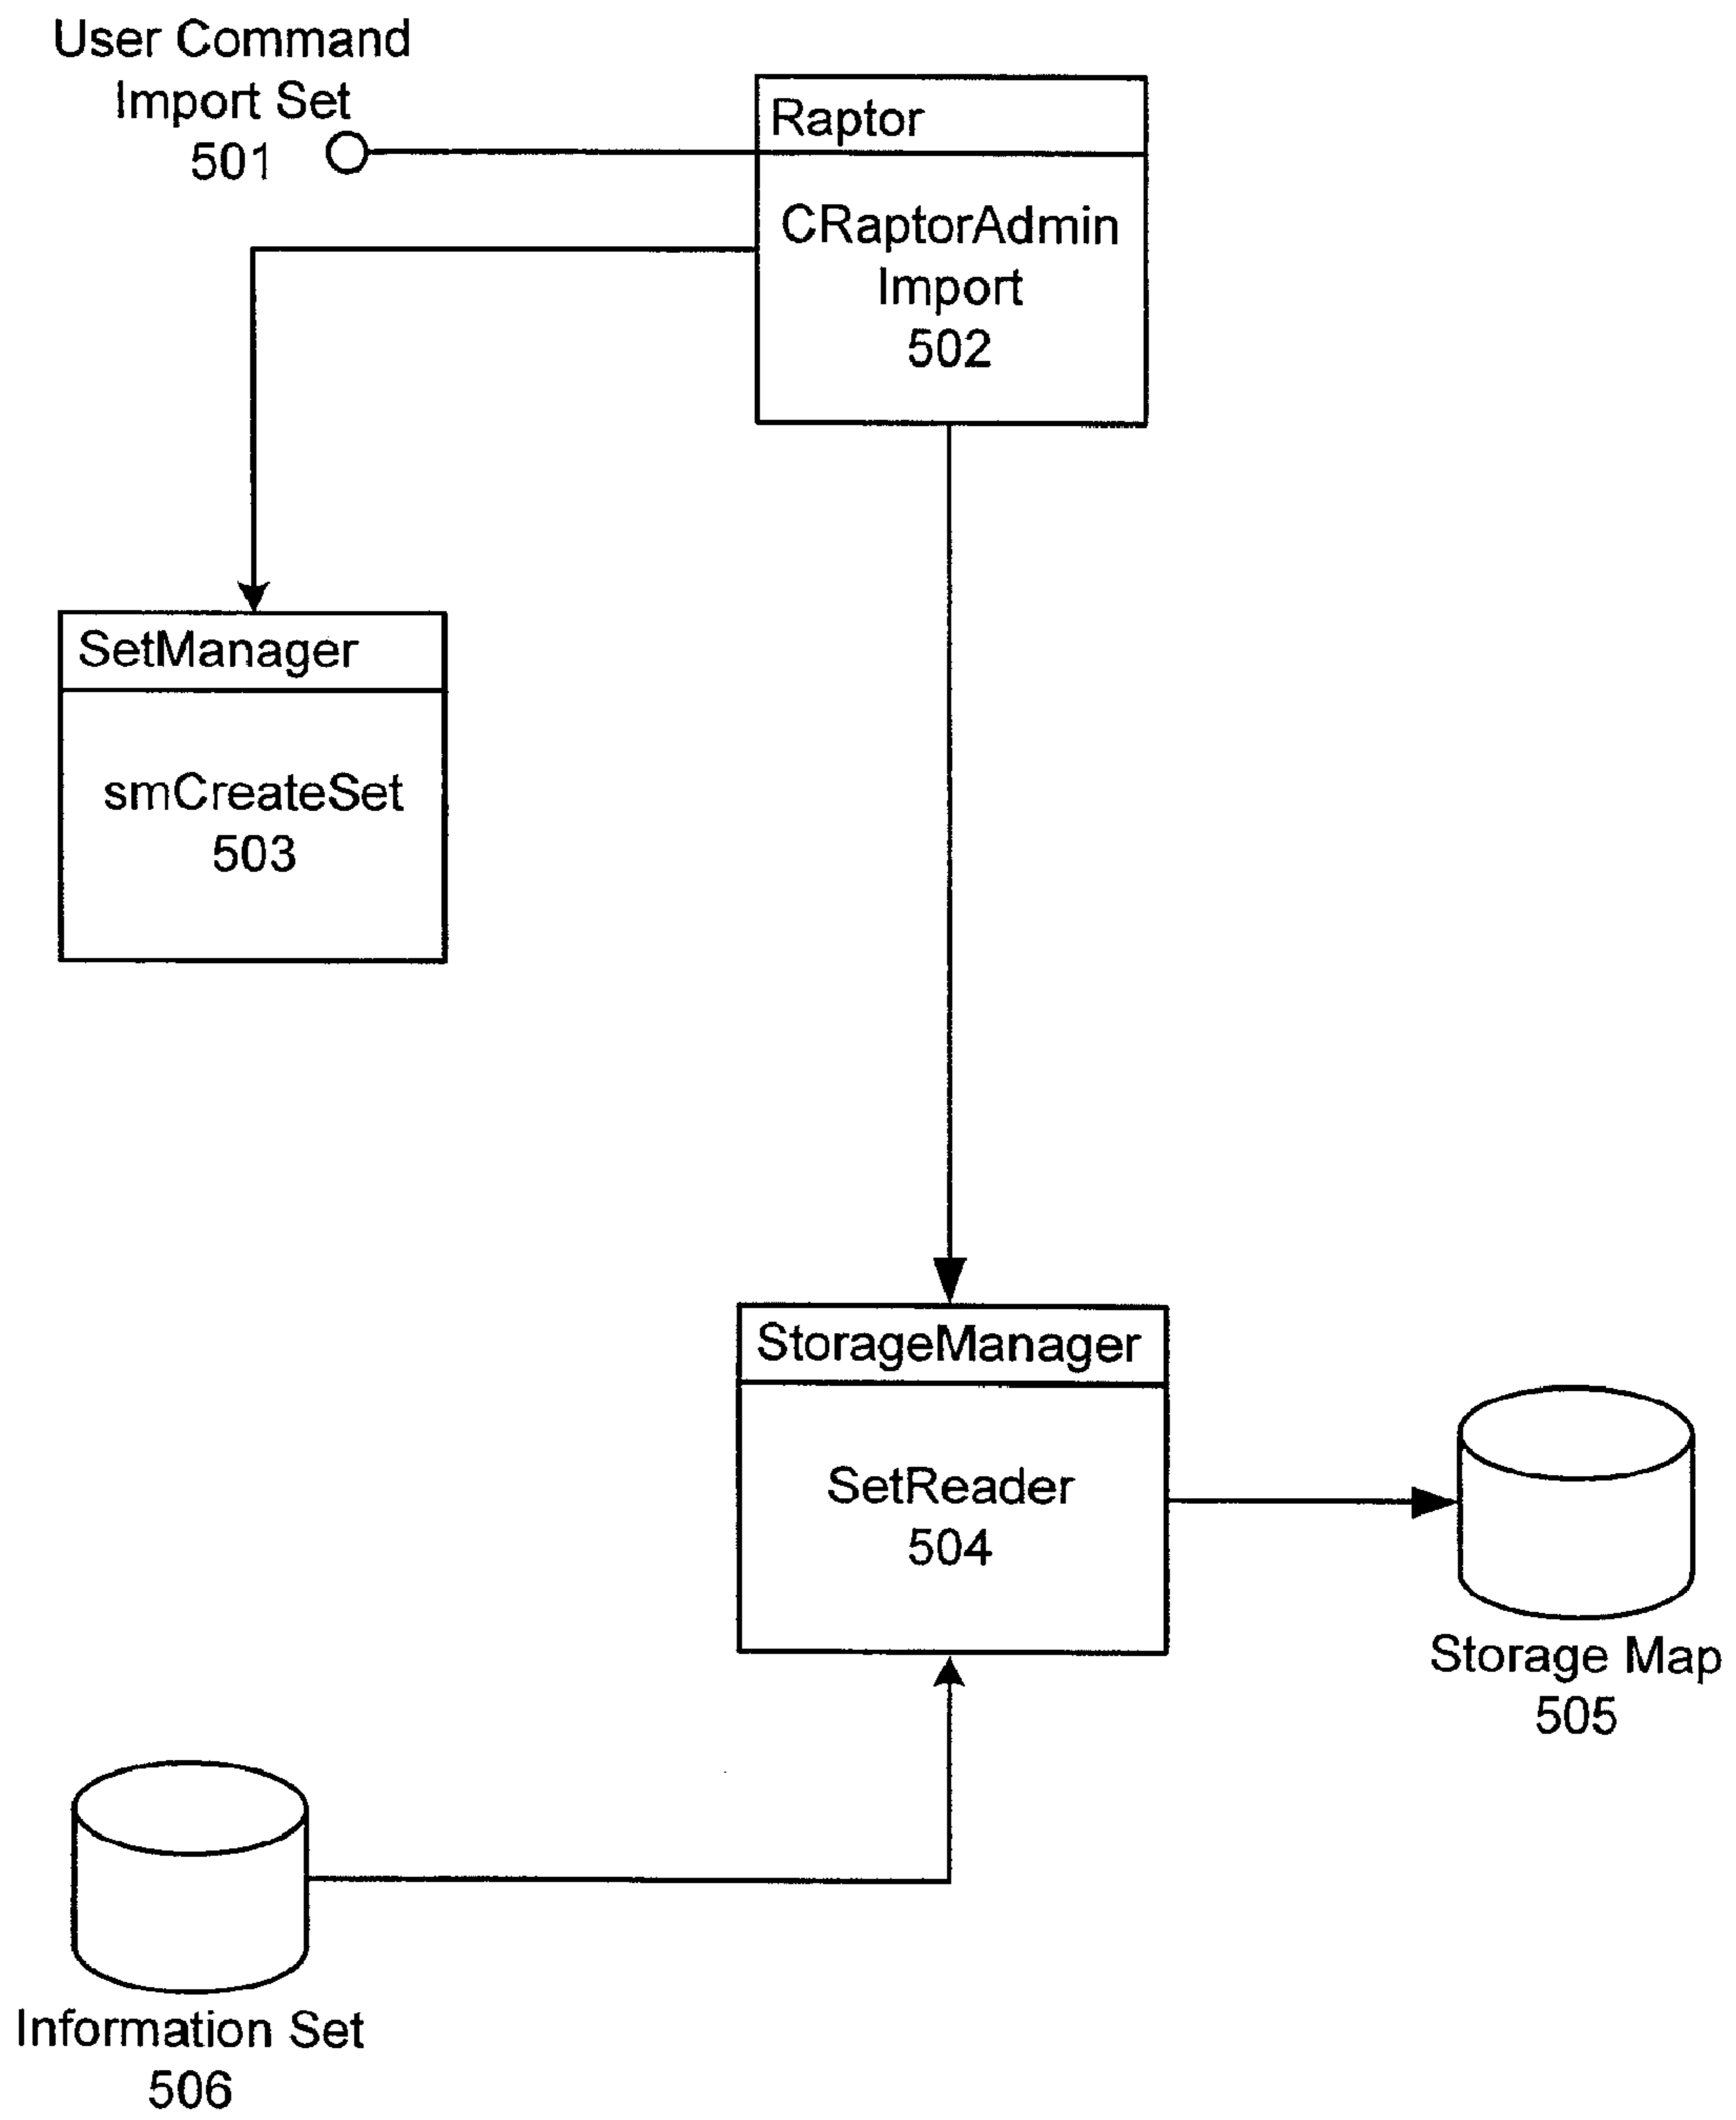 User Command
Import Set
501
Raptor
CRaptorAdmin
Import
502
SetManager
smCreateSet
503
StorageManager
SetReader
504
Storage Map
505
Information Set
506